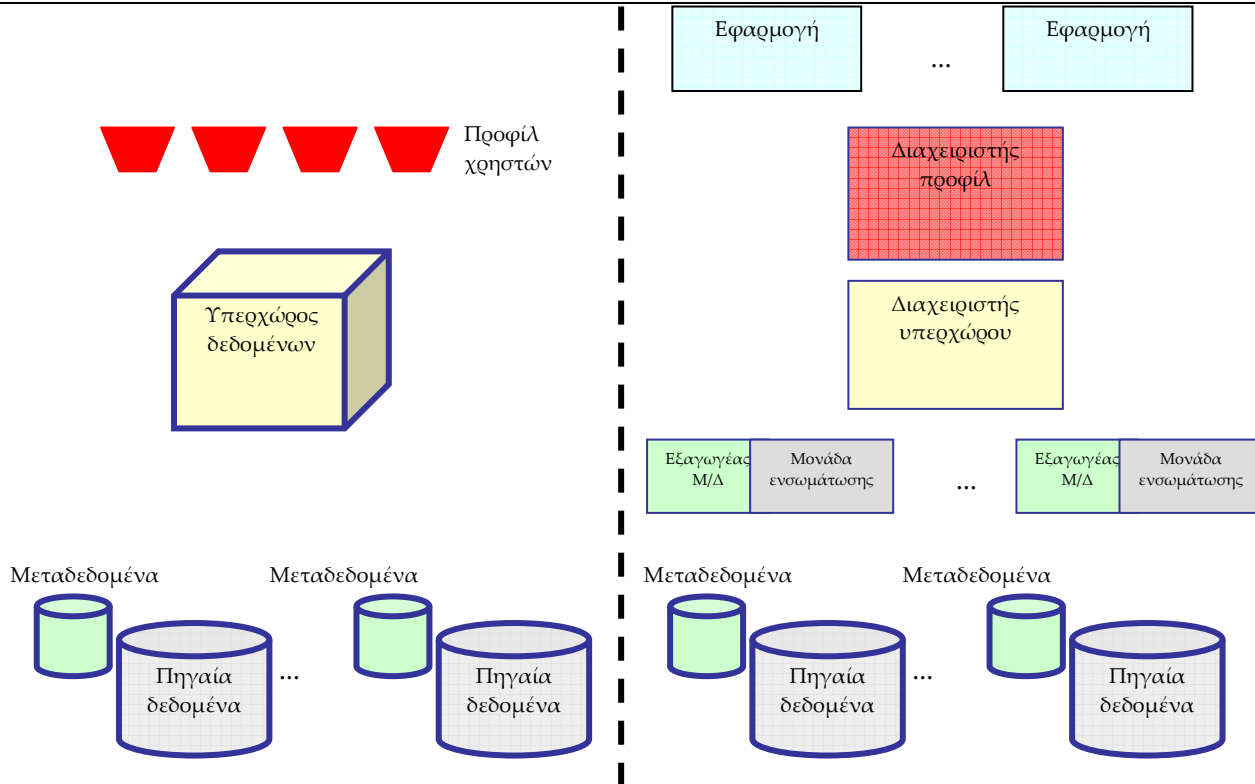 Προφίλ
χρηστών
Υπερχώρος
δεδομένων
Μεταδεδομένα
Μεταδεδομένα
Πηγαία
δεδομένα
...
Πηγαία
δεδομένα
Εφαρμογή
...
Εφαρμογή
Διαχειριστής
προφίλ
Διαχειριστής
υπερχώρου
Εξαγωγέας
Μ/Δ
Μονάδα
ενσωμάτωσης
...
Εξαγωγέας
Μ/Δ
Μονάδα
ενσωμάτωσης
Μεταδεδομένα
Μεταδεδομένα
Πηγαία
δεδομένα
...
Πηγαία
δεδομένα